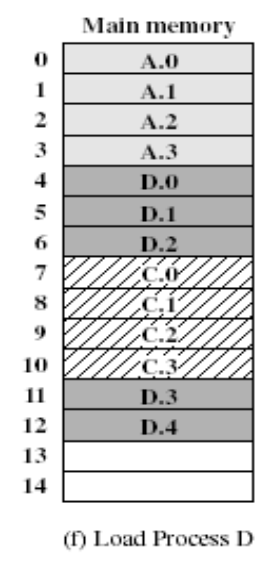 Main memory
0 A.0
1 A.1
2 A.2
3 A.3
4 D.0
5 D.1
6 D.2
7 C.0
8 C.1
9 C.2
10 C.3
11 D.3
12 D.4
13
14
(f) Load Process D